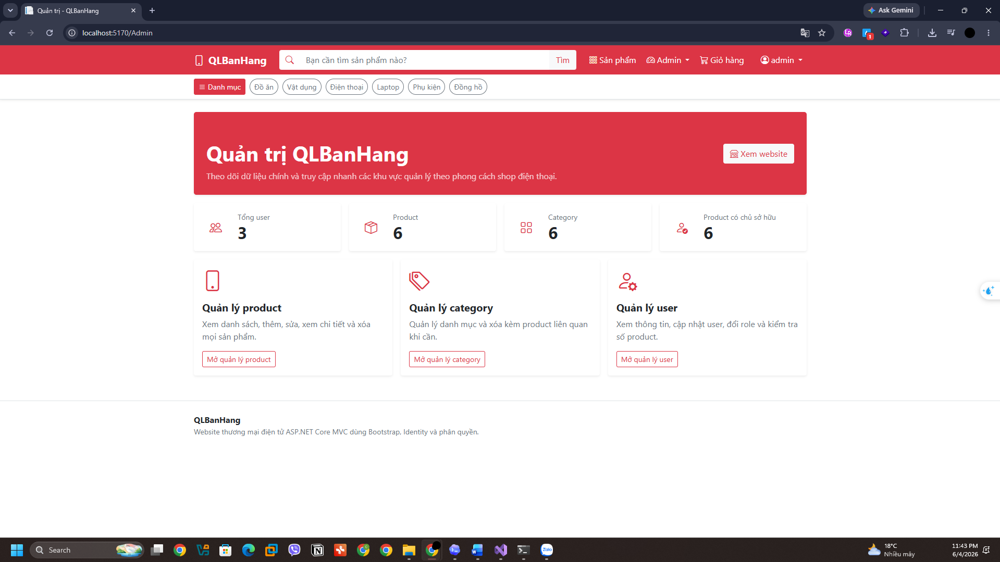 Quản trị - QLBanHang
Ask Gemini
localhost:5170/Admin
1
QLBanHang
Bạn cần tìm sản phẩm nào?
Tìm
Sản phẩm
Admin
Giỏ hàng
admin
Danh mục
Đồ ăn
Vật dụng
Điện thoại
Laptop
Phụ kiện
Đồng hồ
Quản trị QLBanHang
Theo dõi dữ liệu chính và truy cập nhanh các khu vực quản lý theo phong cách shop điện thoại.
Xem website
Tổng user
3
Product
6
Category
6
Product có chủ sở hữu
6
Quản lý product
Xem danh sách, thêm, sửa, xem chi tiết và xóa
mọi sản phẩm.
Mở quản lý product
Quản lý category
Quản lý danh mục và xóa kèm product liên quan
khi cần.
Mở quản lý category
Quản lý user
Xem thông tin, cập nhật user, đổi role và kiểm tra
số product.
Mở quản lý user
QLBanHang
Website thương mại điện tử ASP.NET Core MVC dùng Bootstrap, Identity và phân quyền.
Search
Zalo
18°C
Nhiều mây
11:43 PM
6/4/2026